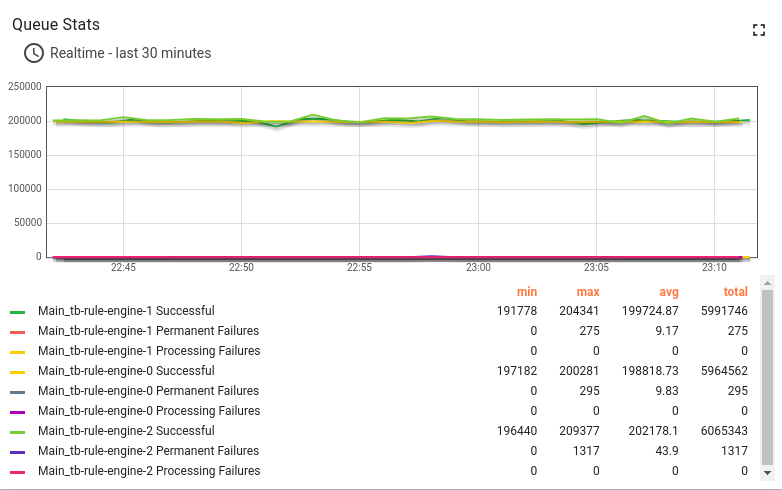 Queue Stats
Realtime - last 30 minutes
250000
200000
150000
100000
50000
0
22:45 22:50 22:55 23:00 23:05 23:10
min max avg total
Main_tb-rule-engine-1 Successful 191778 204341 199724.87 5991746
Main_tb-rule-engine-1 Permanent Failures 0 275 9.17 275
Main_tb-rule-engine-1 Processing Failures 0 0 0 0
Main_tb-rule-engine-0 Successful 197182 200281 198818.73 5964562
Main_tb-rule-engine-0 Permanent Failures 0 295 9.83 295
Main_tb-rule-engine-0 Processing Failures 0 0 0 0
Main_tb-rule-engine-2 Successful 196440 209377 202178.1 6065343
Main_tb-rule-engine-2 Permanent Failures 0 1317 43.9 1317
Main_tb-rule-engine-2 Processing Failures 0 0 0 0